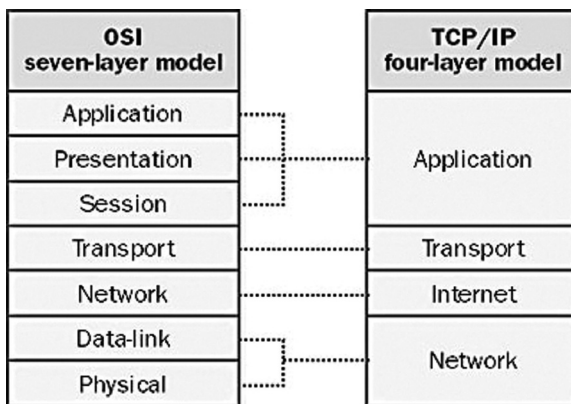 OSI
seven-layer model
Application
Presentation
Session
Transport
Network
Data-link
Physical
TCP/IP
four-layer model
Application
Transport
Internet
Network